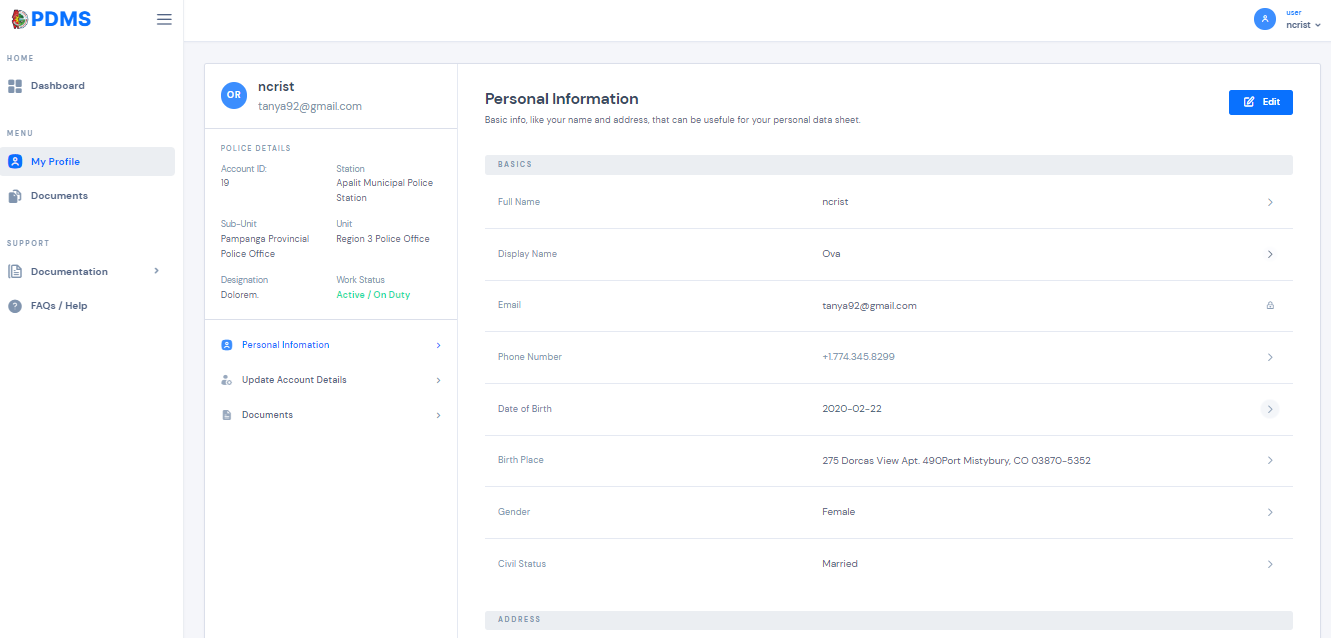 PDMS
user
ncrist
HOME
Dashboard
MENU
My Profile
Documents
SUPPORT
Documentation
FAQs / Help
OR
ncrist
tanya92@gmail.com
POLICE DETAILS
Account ID:
19
Station
Apalit Municipal Police
Station
Sub-Unit
Pampanga Provincial
Police Office
Unit
Region 3 Police Office
Designation
Dolorem.
Work Status
Active / On Duty
Personal Infomation
Update Account Details
Documents
Personal Information
Basic info, like your name and address, that can be usefule for your personal data sheet.
Edit
BASICS
Full Name ncrist
Display Name Ova
Email tanya92@gmail.com
Phone Number +1.774.345.8299
Date of Birth 2020-02-22
Birth Place 275 Dorcas View Apt. 490Port Mistybury, CO 03870-5352
Gender Female
Civil Status Married
ADDRESS